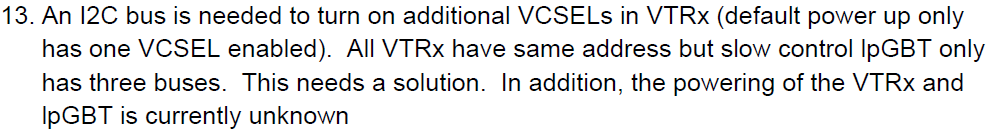 13. An I2C bus is needed to turn on additional VCSELs in VTRx (default power up only
has one VCSEL enabled).  All VTRx have same address but slow control lpGBT only
has three buses.  This needs a solution.  In addition, the powering of the VTRx and
lpGBT is currently unknown